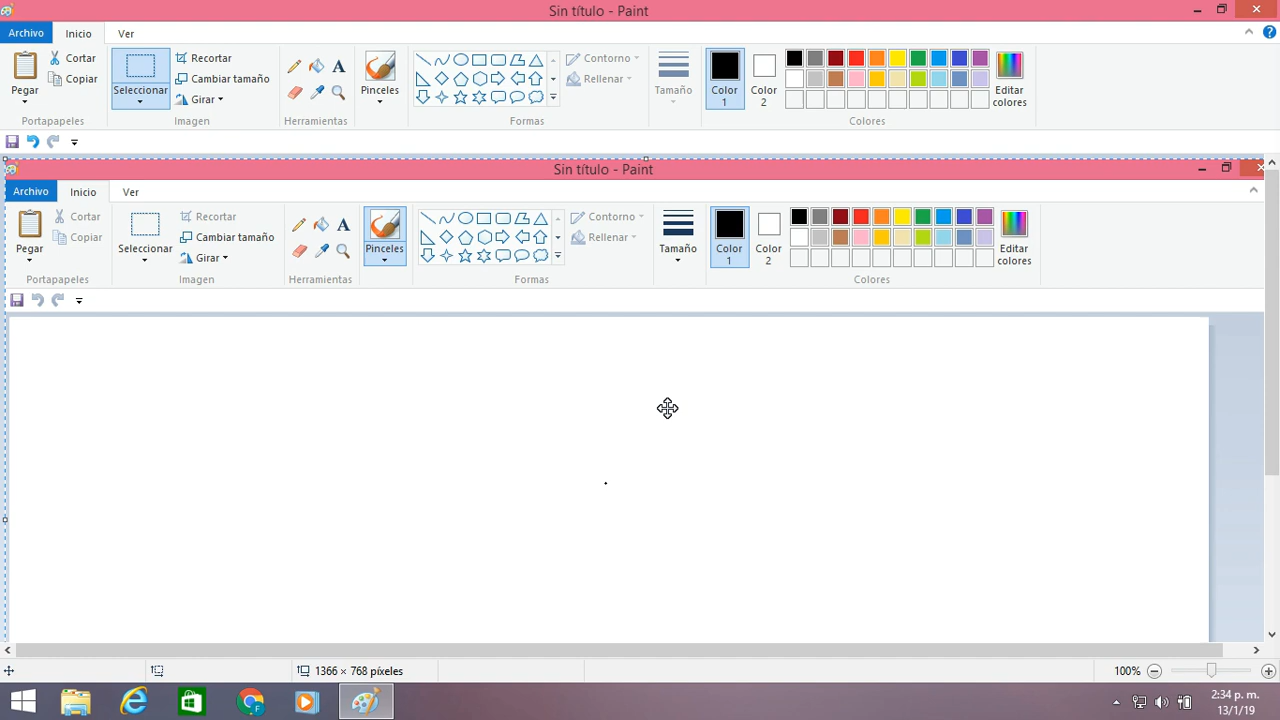 Sin título - Paint
Archivo Inicio Ver
Pegar
Cortar
Copiar
Portapapeles
Seleccionar
Recortar
Cambiar tamaño
Girar
Imagen
A
Herramientas
Pinceles
Contorno
Rellenar
Formas
Tamaño
Color 1
Color 2
Editar colores
Colores
Sin título - Paint
Archivo Inicio Ver
Pegar
Cortar
Copiar
Portapapeles
Seleccionar
Recortar
Cambiar tamaño
Girar
Imagen
A
Herramientas
Pinceles
Contorno
Rellenar
Formas
Tamaño
Color 1
Color 2
Editar colores
Colores
1366 × 768 píxeles 100%
2:34 p. m.
13/1/19